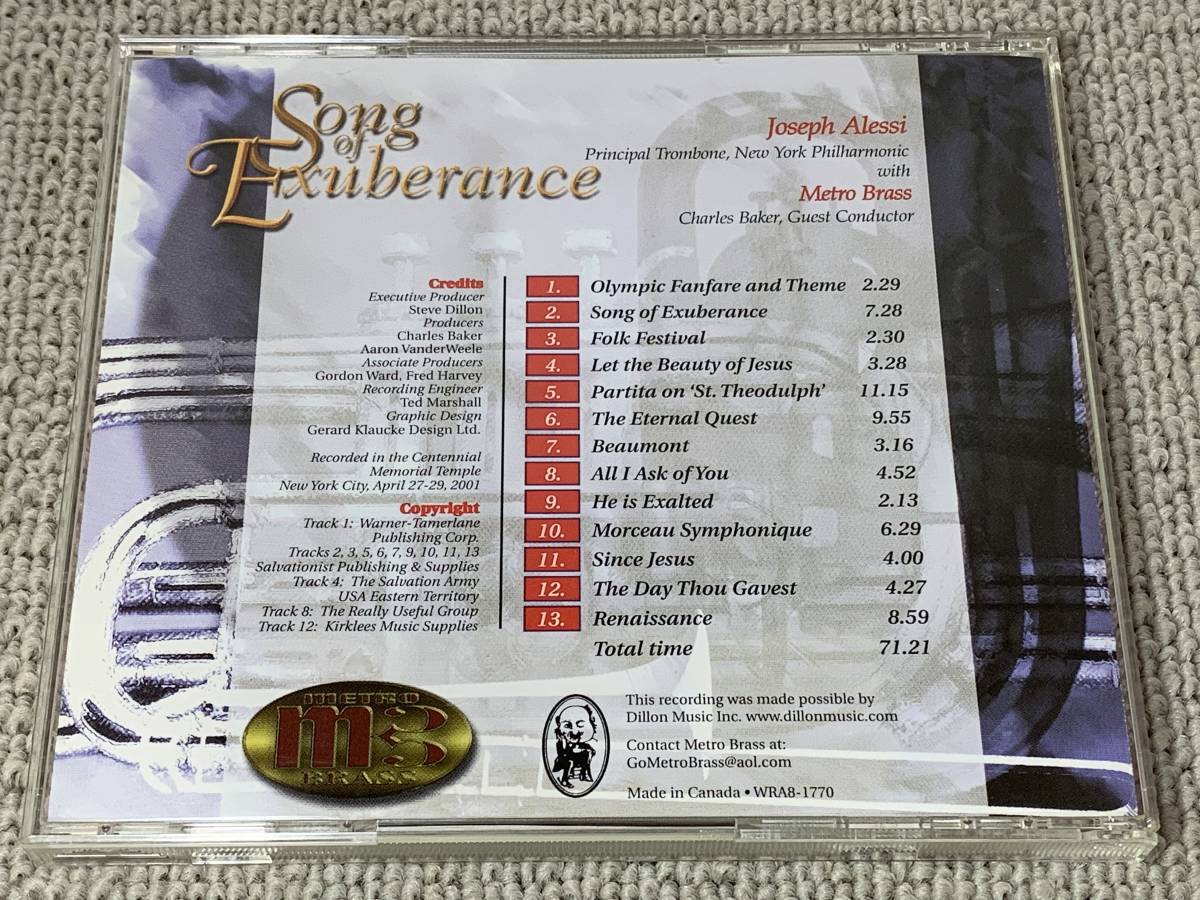 Song
of
Exuberance
Joseph Alessi
Principal Trombone, New York Philharmonic
with
Metro Brass
Charles Baker, Guest Conductor
Credits
Executive Producer
Steve Dillon
Producers
Charles Baker
Aaron VanderWeele
Associate Producers
Gordon Ward, Fred Harvey
Recording Engineer
Ted Marshall
Graphic Design
Gerard Klaucke Design Ltd.
Recorded in the Centennial
Memorial Temple
New York City, April 27-29, 2001
Copyright
Track 1: Warner-Tamerlane
Publishing Corp.
Tracks 2, 3, 5, 6, 7, 9, 10, 11, 13
Salvationist Publishing & Supplies
Track 4: The Salvation Army
USA Eastern Territory
Track 8: The Really Useful Group
Track 12: Kirklees Music Supplies
1. Olympic Fanfare and Theme 2.29
2. Song of Exuberance 7.28
3. Folk Festival 2.30
4. Let the Beauty of Jesus 3.28
5. Partita on ‘St. Theodulph’ 11.15
6. The Eternal Quest 9.55
7. Beaumont 3.16
8. All I Ask of You 4.52
9. He is Exalted 2.13
10. Morceau Symphonique 6.29
11. Since Jesus 4.00
12. The Day Thou Gavest 4.27
13. Renaissance 8.59
Total time 71.21
METRO
MB
BRASS
This recording was made possible by
Dillon Music Inc. www.dillonmusic.com
Contact Metro Brass at:
GoMetroBrass@aol.com
Made in Canada • WRA8-1770